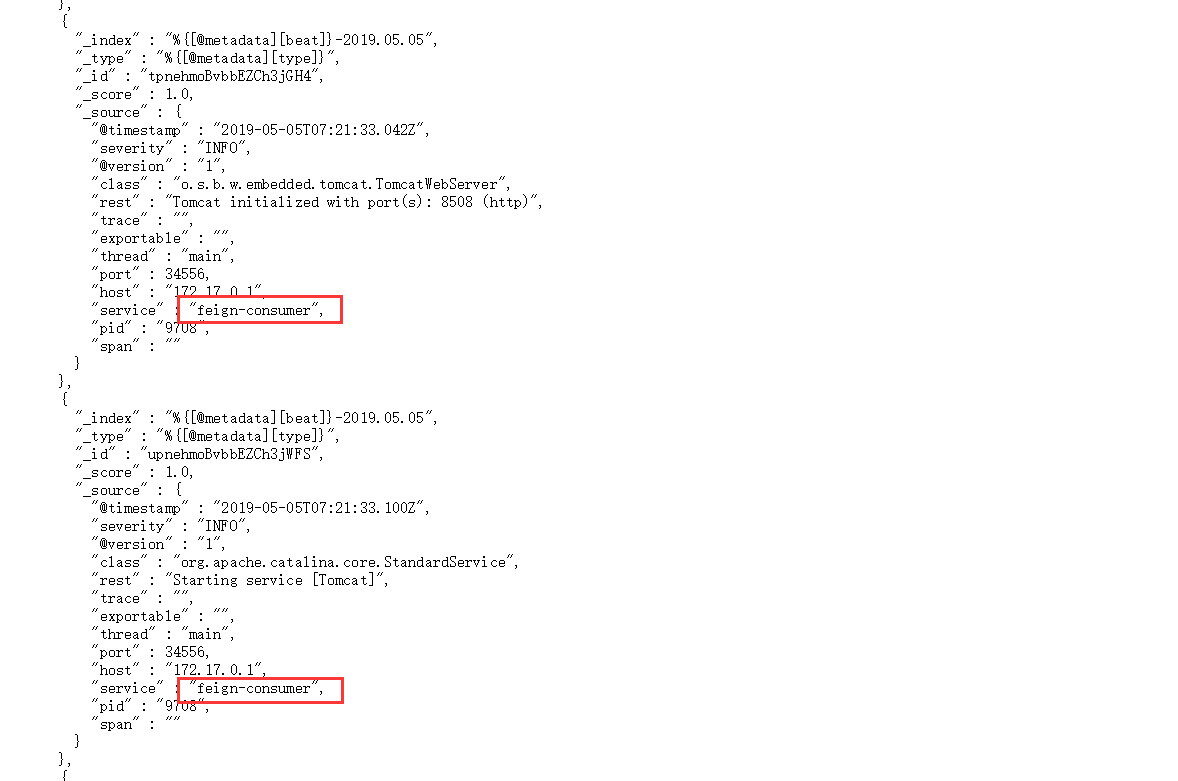 },
{
"_index" : "%{[@metadata][beat]}-2019.05.05",
"_type" : "%{[@metadata][type]}",
"_id" : "tpnehmoBvbbEZCh3jGH4",
"_score" : 1.0,
"_source" : {
"@timestamp" : "2019-05-05T07:21:33.042Z",
"severity" : "INFO",
"@version" : "1",
"class" : "o.s.b.w.embedded.tomcat.TomcatWebServer",
"rest" : "Tomcat initialized with port(s): 8508 (http)",
"trace" : "",
"exportable" : "",
"thread" : "main",
"port" : 34556,
"host" : "172.17.0.1",
"service" : "feign-consumer",
"pid" : "9708",
"span" : ""
}
},
{
"_index" : "%{[@metadata][beat]}-2019.05.05",
"_type" : "%{[@metadata][type]}",
"_id" : "upnehmoBvbbEZCh3jWFS",
"_score" : 1.0,
"_source" : {
"@timestamp" : "2019-05-05T07:21:33.100Z",
"severity" : "INFO",
"@version" : "1",
"class" : "org.apache.catalina.core.StandardService",
"rest" : "Starting service [Tomcat]",
"trace" : "",
"exportable" : "",
"thread" : "main",
"port" : 34556,
"host" : "172.17.0.1",
"service" : "feign-consumer",
"pid" : "9708",
"span" : ""
}
},
{